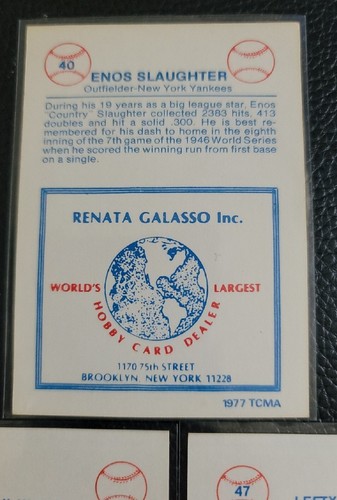 40
ENOS SLAUGHTER
Outfielder-New York Yankees
During his 19 years as a big league star, Enos
"Country" Slaughter collected 2383 hits, 413
doubles and hit a solid .300. He is best re-
membered for his dash to home in the eighth
inning of the 7th game of the 1946 World Series
when he scored the winning run from first base
on a single.
RENATA GALASSO Inc.
WORLD'S LARGEST
HOBBY CARD DEALER
1170 75th STREET
BROOKLYN, NEW YORK 11228
1977 TCMA
47
LEFTY